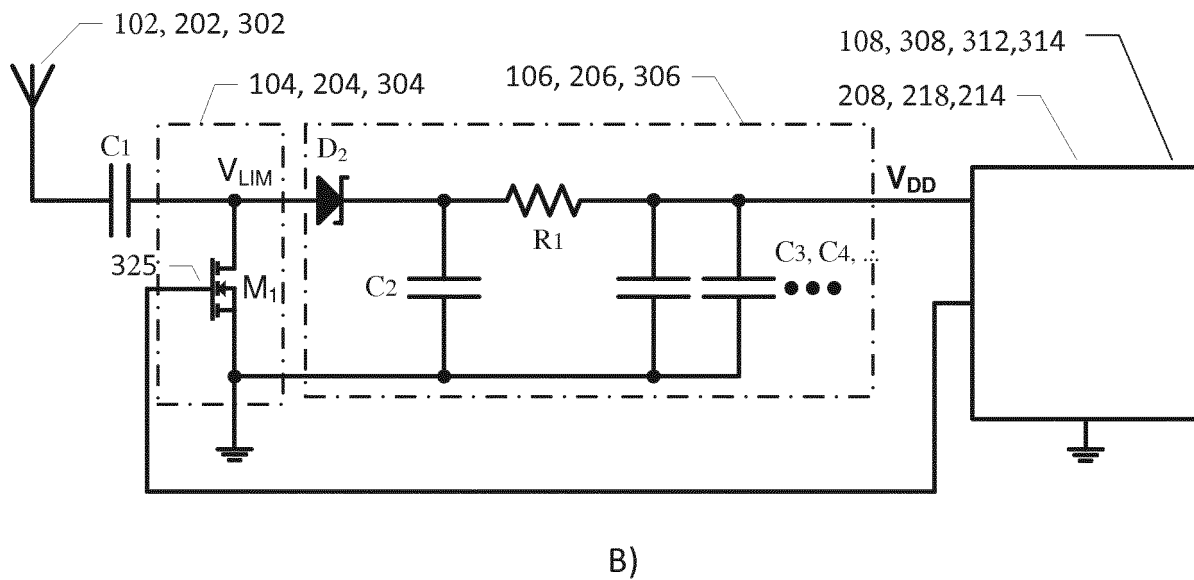 102, 202, 302
108, 308, 312,314
104, 204, 304
106, 206, 306
208, 218,214
C1
D2
VLIM
VDD
R1
C3, C4, ...
325
M1
C2
B)